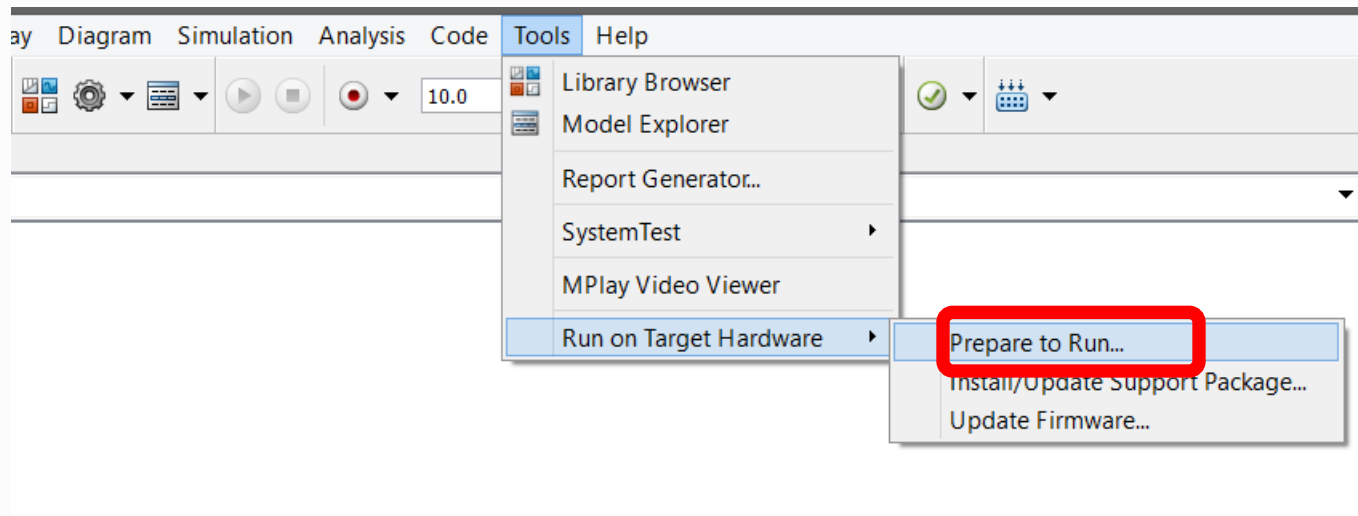 ay Diagram Simulation Analysis Code Tools Help
10.0
Library Browser
Model Explorer
Report Generator...
SystemTest
MPlay Video Viewer
Run on Target Hardware
Prepare to Run...
Install/Update Support Package...
Update Firmware...